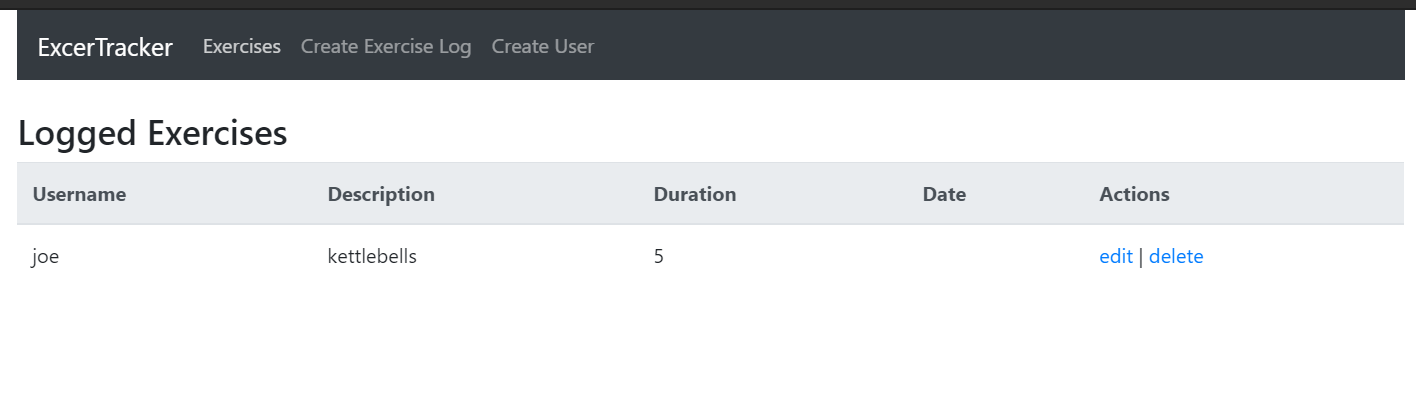 ExcerTracker Exercises Create Exercise Log Create User
Logged Exercises
Username Description Duration Date Actions
joe kettlebells 5 edit | delete